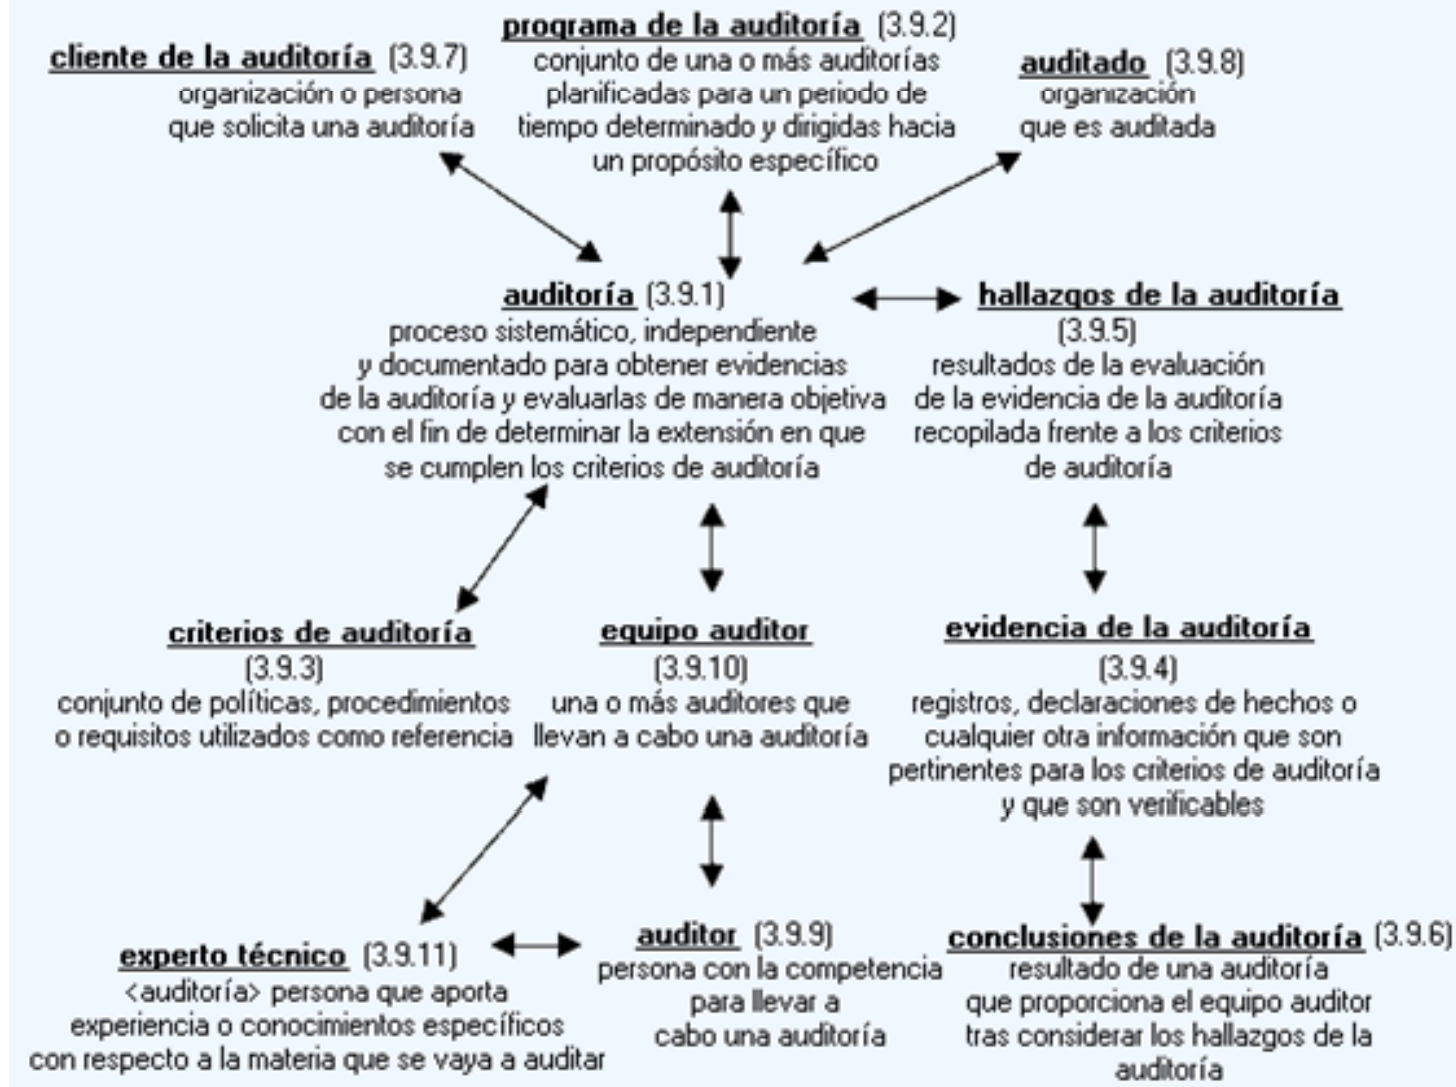 programa de la auditoría (3.9.2)
conjunto de una o más auditorías
planificadas para un periodo de
tiempo determinado y dirigidas hacia
un propósito específico
cliente de la auditoría (3.9.7)
organización o persona
que solicita una auditoría
auditado (3.9.8)
organización
que es auditada
auditoría (3.9.1)
proceso sistemático, independiente
y documentado para obtener evidencias
de la auditoría y evaluarlas de manera objetiva
con el fin de determinar la extensión en que
se cumplen los criterios de auditoría
hallazgos de la auditoría
(3.9.5)
resultados de la evaluación
de la evidencia de la auditoría
recopilada frente a los criterios
de auditoría
criterios de auditoría
(3.9.3)
conjunto de políticas, procedimientos
o requisitos utilizados como referencia
equipo auditor
(3.9.10)
una o más auditores que
llevan a cabo una auditoría
evidencia de la auditoría
(3.9.4)
registros, declaraciones de hechos o
cualquier otra información que son
pertinentes para los criterios de auditoría
y que son verificables
experto técnico (3.9.11)
<auditoría> persona que aporta
experiencia o conocimientos específicos
con respecto a la materia que se vaya a auditar
auditor (3.9.9)
persona con la competencia
para llevar a
cabo una auditoría
conclusiones de la auditoría (3.9.6)
resultado de una auditoría
que proporciona el equipo auditor
tras considerar los hallazgos de la
auditoría